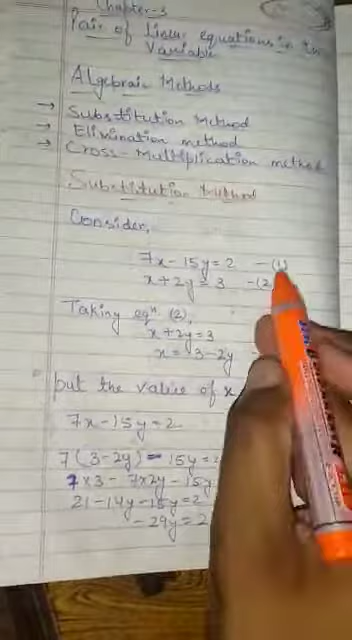 Chapter-3
Pair of Linear equations in
Variable
Algebraic Methods
→ Substitution Method
→ Elimination method
→ Cross-Multiplication method
Substitution Method
Consider,
7x - 15y = 2 -(1)
x + 2y = 3 -(2
Taking eqⁿ (2),
x + 2y = 3
x = 3 - 2y
put the value of x
7x - 15y = 2
7(3 - 2y) - 15y = 2
7×3 - 7×2y - 15y
21 - 14y - 15y = 2
- 29y = 2